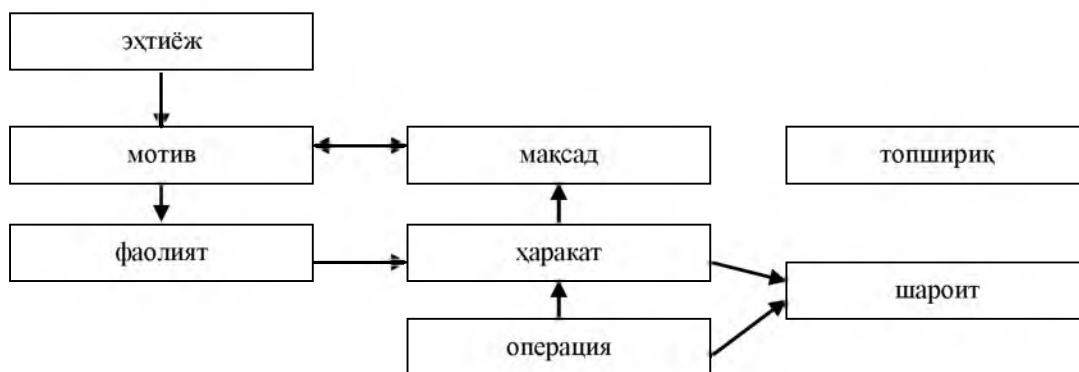 эҳтиёж
мотив
мақсад
топшириқ
фаолият
ҳаракат
шароит
операция